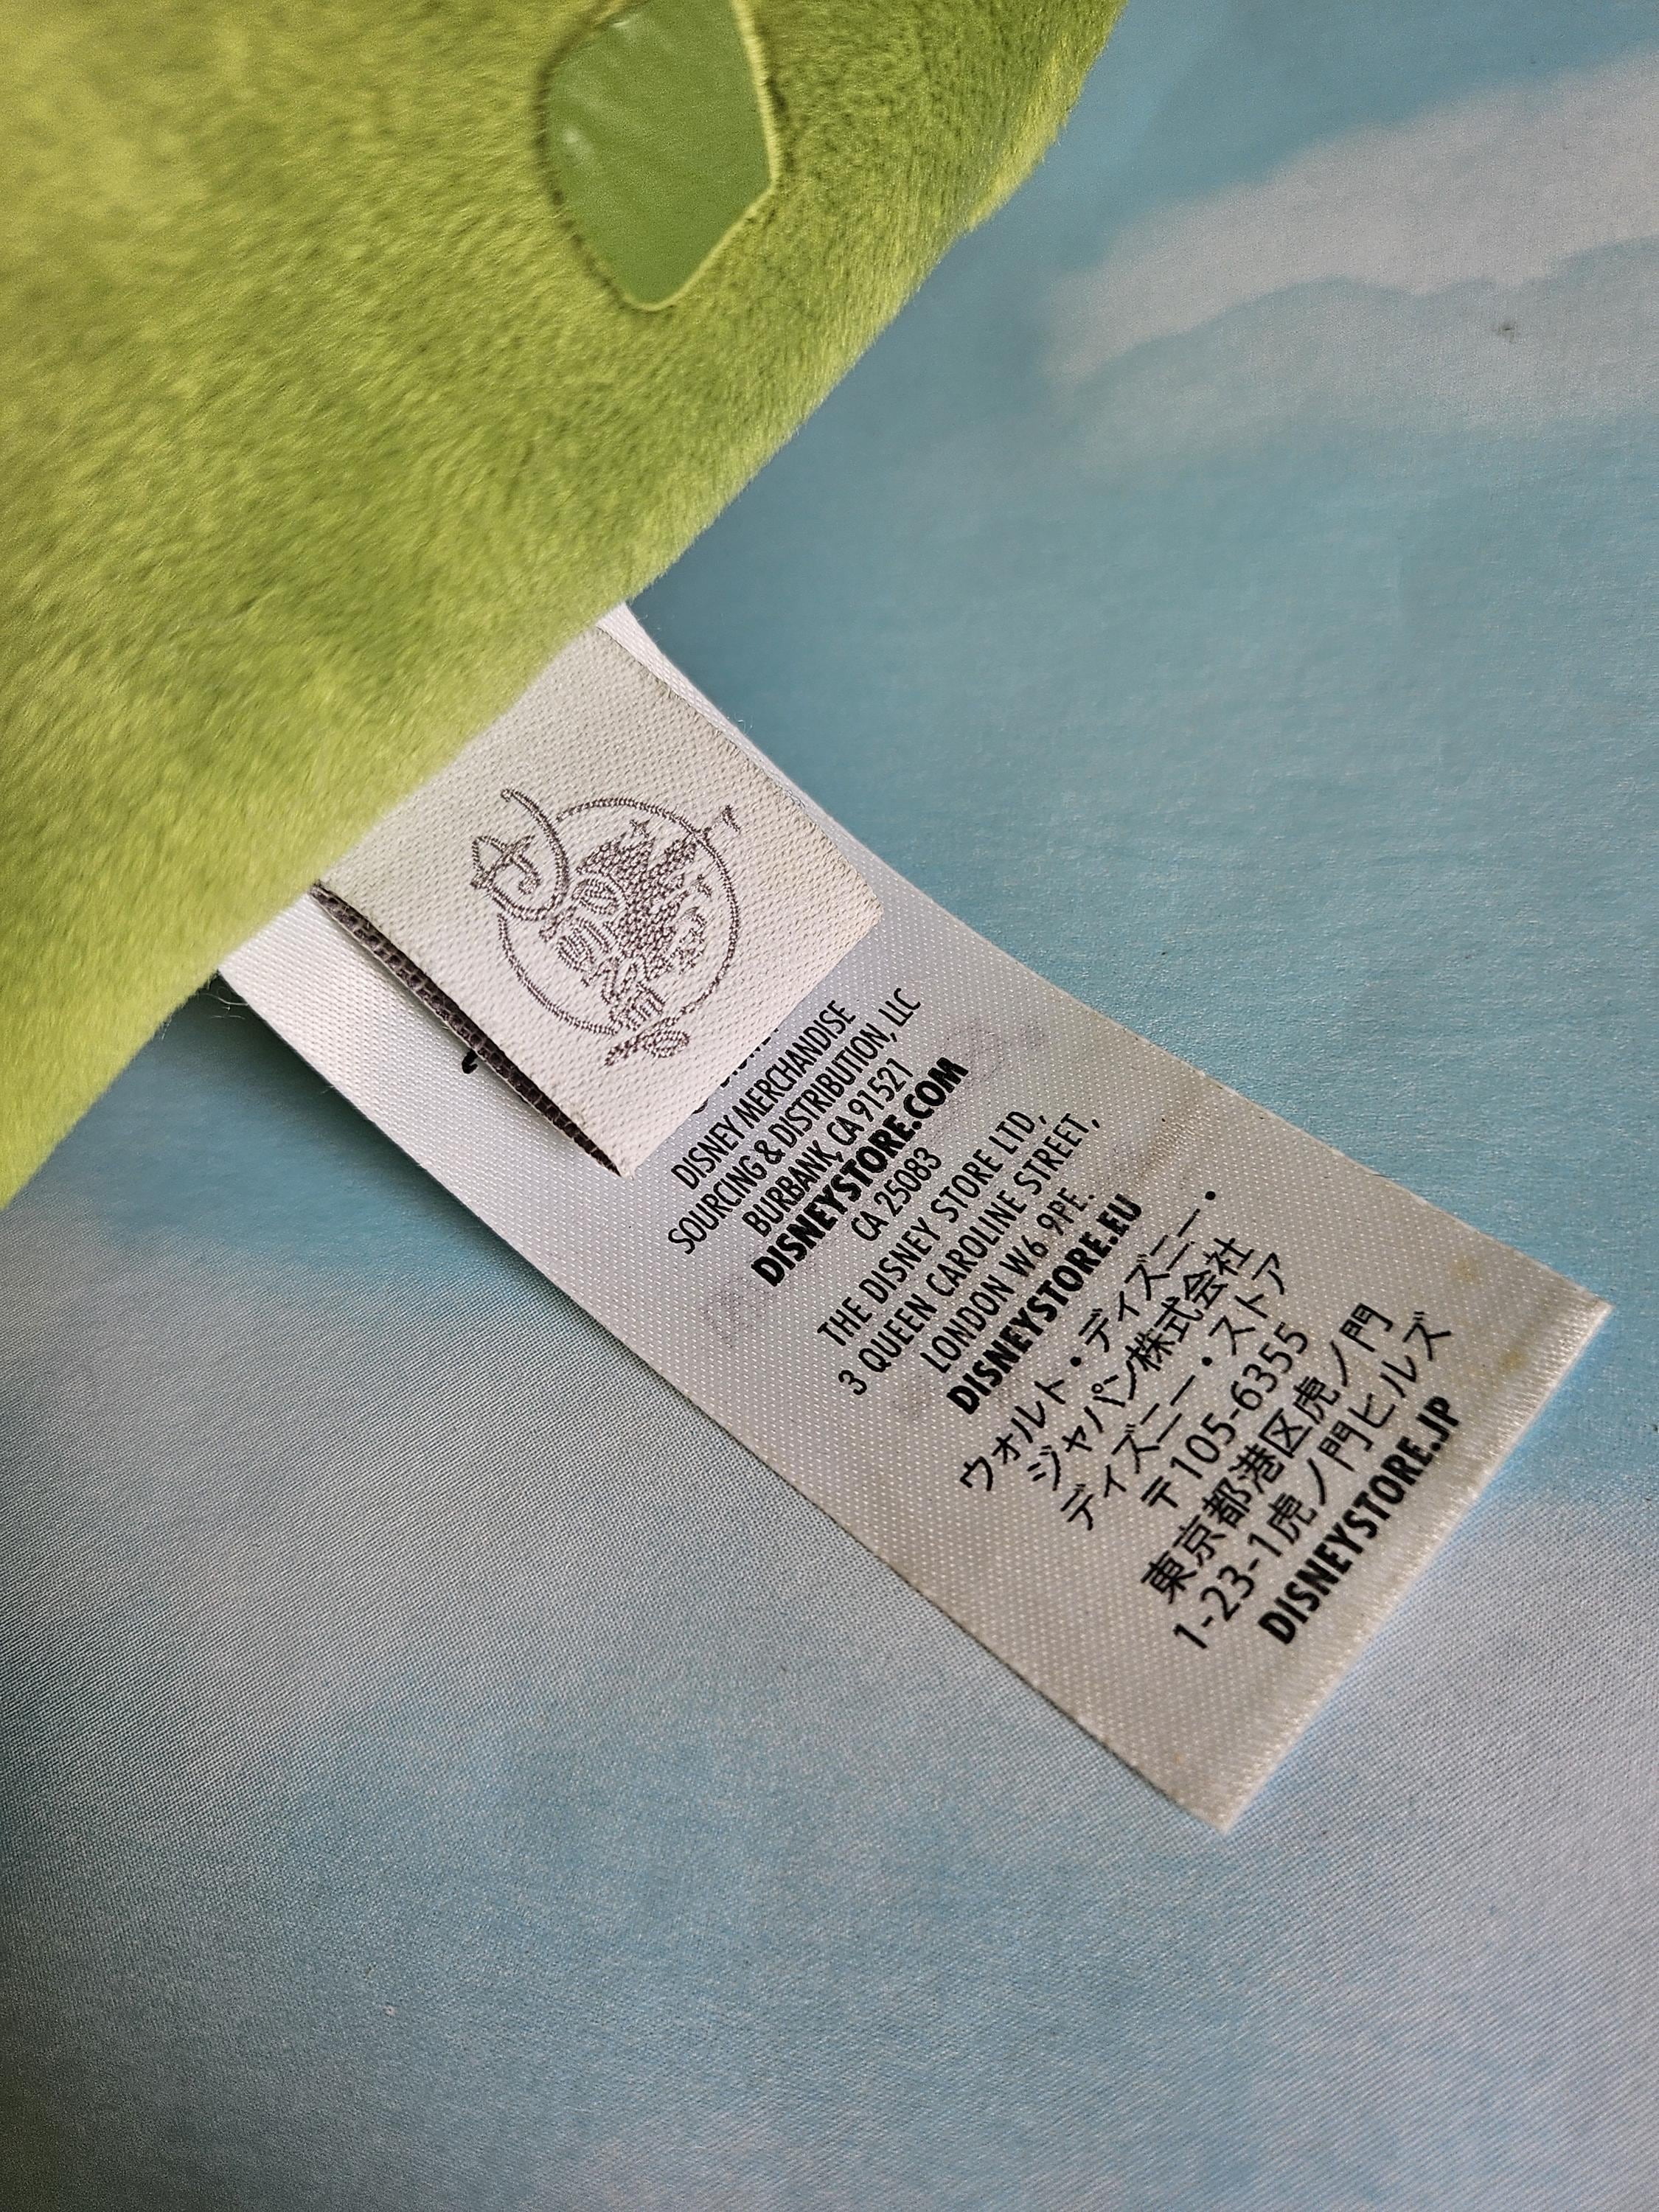 DISNEY MERCHANDISE
SOURCING & DISTRIBUTION, LLC
BURBANK, CA 91521
DISNEYSTORE.COM
CA 25083
THE DISNEY STORE LTD,
3 QUEEN CAROLINE STREET,
LONDON W6 9PE.
DISNEYSTORE.EU
ウォルト・ディズニー・
ジャパン株式会社
ディズニー・ストア
〒105-6355
東京都港区虎ノ門
1-23-1虎ノ門ヒルズ
DISNEYSTORE.JP